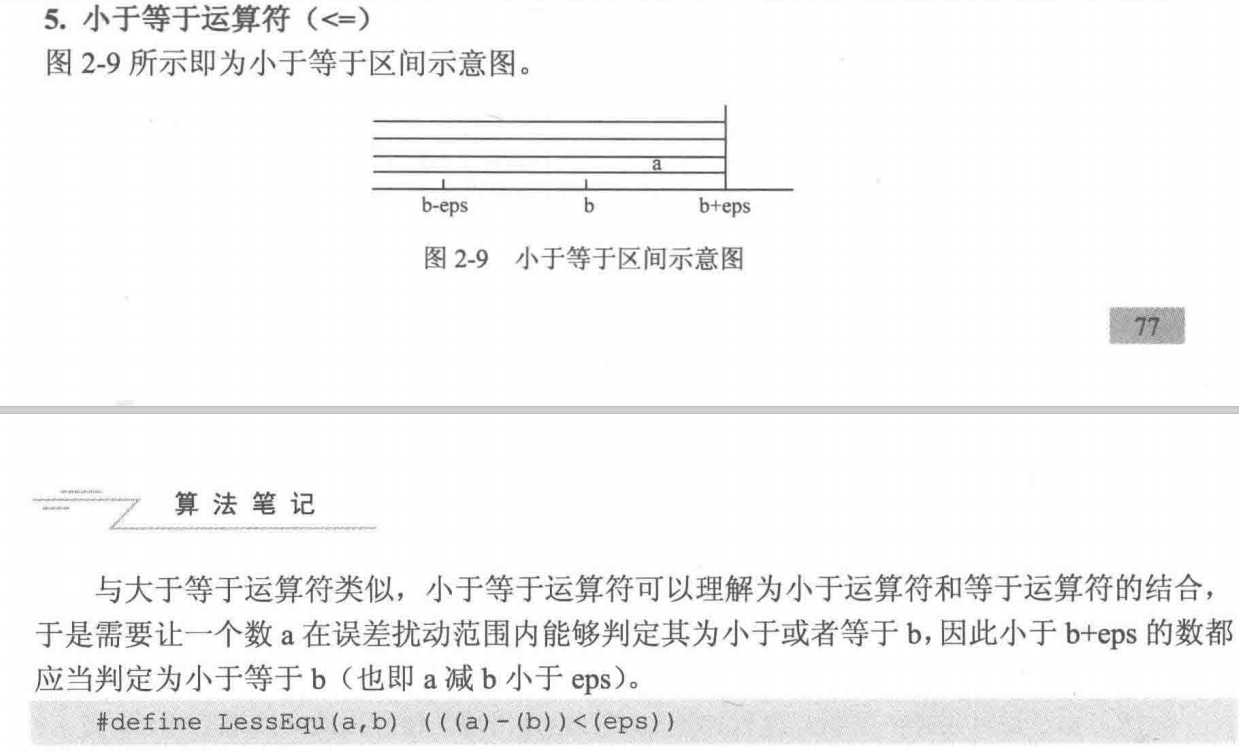 5. 小于等于运算符（<=）
图 2-9 所示即为小于等于区间示意图。
a
b-eps b b+eps
图 2-9 小于等于区间示意图
77
算法笔记
与大于等于运算符类似，小于等于运算符可以理解为小于运算符和等于运算符的结合，
于是需要让一个数 a 在误差扰动范围内能够判定其为小于或者等于 b，因此小于 b+eps 的数都
应当判定为小于等于 b（也即 a 减 b 小于 eps）。
#define LessEqu(a,b) (((a)-(b))<(eps))